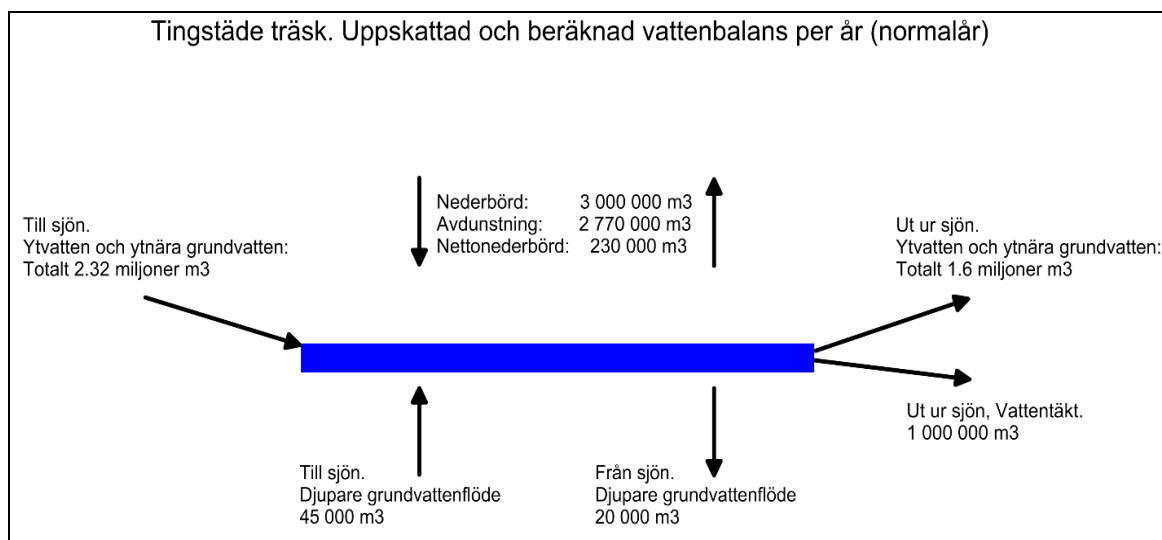 Tingstäde träsk. Uppskattad och beräknad vattenbalans per år (normalår)
Nederbörd: 3 000 000 m3
Avdunstning: 2 770 000 m3
Nettonederbörd: 230 000 m3
Till sjön.
Ytvatten och ytnära grundvatten:
Totalt 2.32 miljoner m3
Ut ur sjön.
Ytvatten och ytnära grundvatten:
Totalt 1.6 miljoner m3
Ut ur sjön, Vattentäkt.
1 000 000 m3
Till sjön.
Djupare grundvattenflöde
45 000 m3
Från sjön.
Djupare grundvattenflöde
20 000 m3